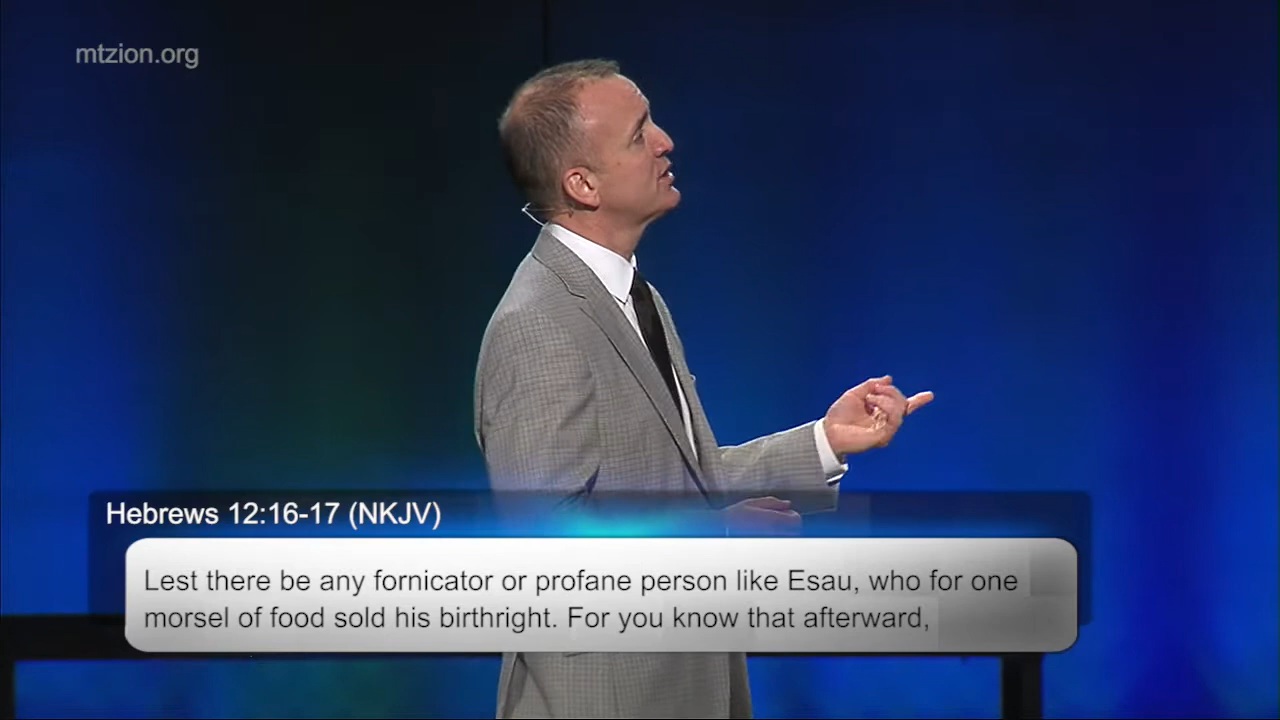 mtzion.org
Hebrews 12:16-17 (NKJV)
Lest there be any fornicator or profane person like Esau, who for one
morsel of food sold his birthright. For you know that afterward,